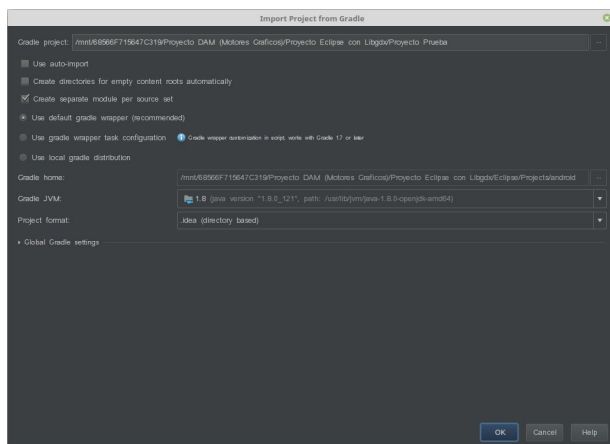 Import Project from Gradle
Gradle project: /mnt/68566F715647C319/Proyecto DAM (Motores Graficos)/Proyecto Eclipse con Libgdx/Proyecto Prueba ...
Use auto-import
Create directories for empty content roots automatically
Create separate module per source set
Use default gradle wrapper (recommended)
Use gradle wrapper task configuration Gradle wrapper customization in script, works with Gradle 1.7 or later
Use local gradle distribution
Gradle home: /mnt/68566F715647C319/Proyecto DAM (Motores Graficos)/Proyecto Eclipse con Libgdx/Eclipse/Projects/android ...
Gradle JVM: 1.8 (java version "1.8.0_121", path: /usr/lib/jvm/java-1.8.0-openjdk-amd64)
Project format: .idea (directory based)
Global Gradle settings
OK Cancel Help